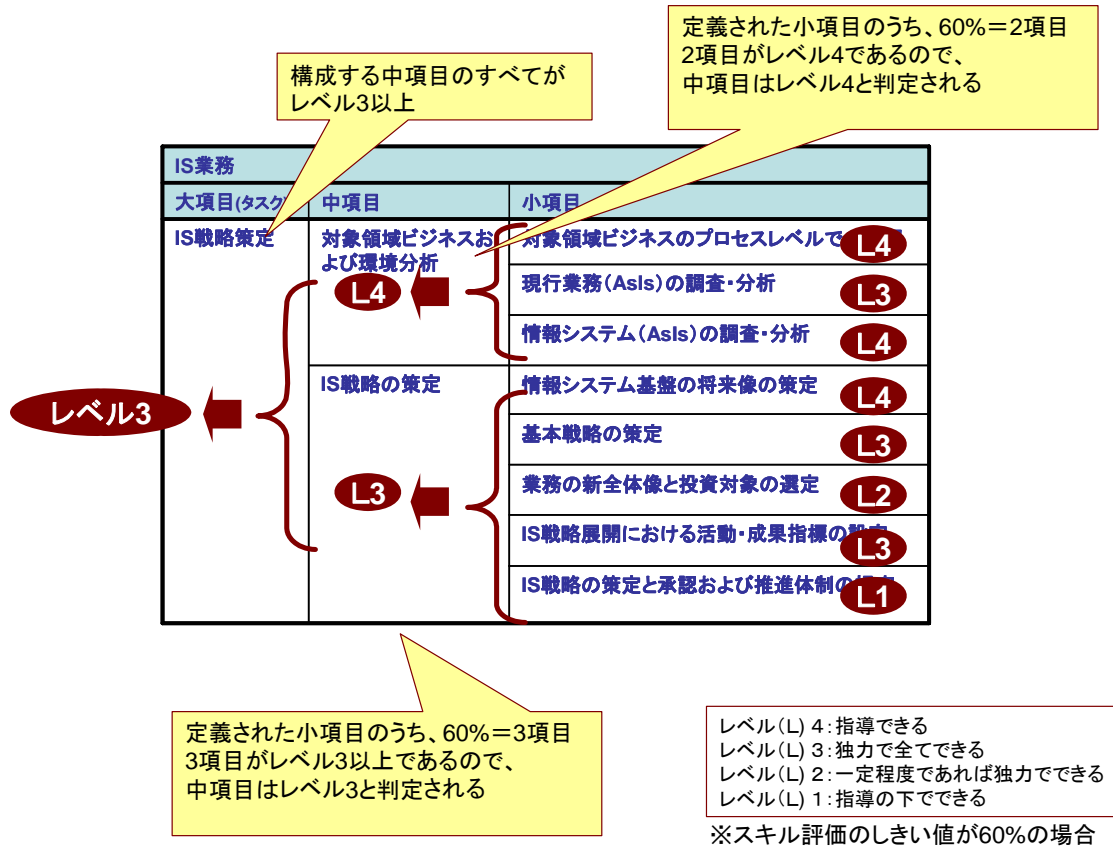 定義された小項目のうち、60%＝2項目
2項目がレベル4であるので、
中項目はレベル4と判定される
構成する中項目のすべてが
レベル3以上
IS業務
大項目(タスク)
中項目
小項目
IS戦略策定
対象領域ビジネスお
よび環境分析
L4
対象領域ビジネスのプロセスレベルで
L4
現行業務(AsIs)の調査・分析
L3
情報システム(AsIs)の調査・分析
L4
レベル3
IS戦略の策定
L3
情報システム基盤の将来像の策定
L4
基本戦略の策定
L3
業務の新全体像と投資対象の選定
L2
IS戦略展開における活動・成果指標の
L3
IS戦略の策定と承認および推進体制の
L1
定義された小項目のうち、60%＝3項目
3項目がレベル3以上であるので、
中項目はレベル3と判定される
レベル(L) 4：指導できる
レベル(L) 3：独力で全てできる
レベル(L) 2：一定程度であれば独力でできる
レベル(L) 1：指導の下でできる
※スキル評価のしきい値が60%の場合